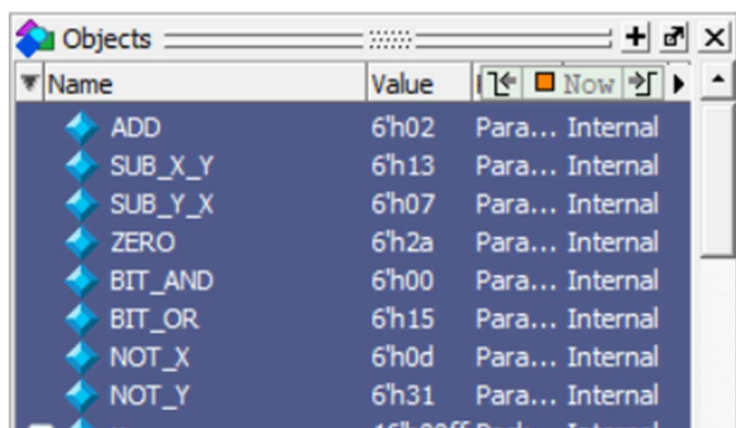 Objects
Name Value Now
ADD 6'h02 Para... Internal
SUB_X_Y 6'h13 Para... Internal
SUB_Y_X 6'h07 Para... Internal
ZERO 6'h2a Para... Internal
BIT_AND 6'h00 Para... Internal
BIT_OR 6'h15 Para... Internal
NOT_X 6'h0d Para... Internal
NOT_Y 6'h31 Para... Internal